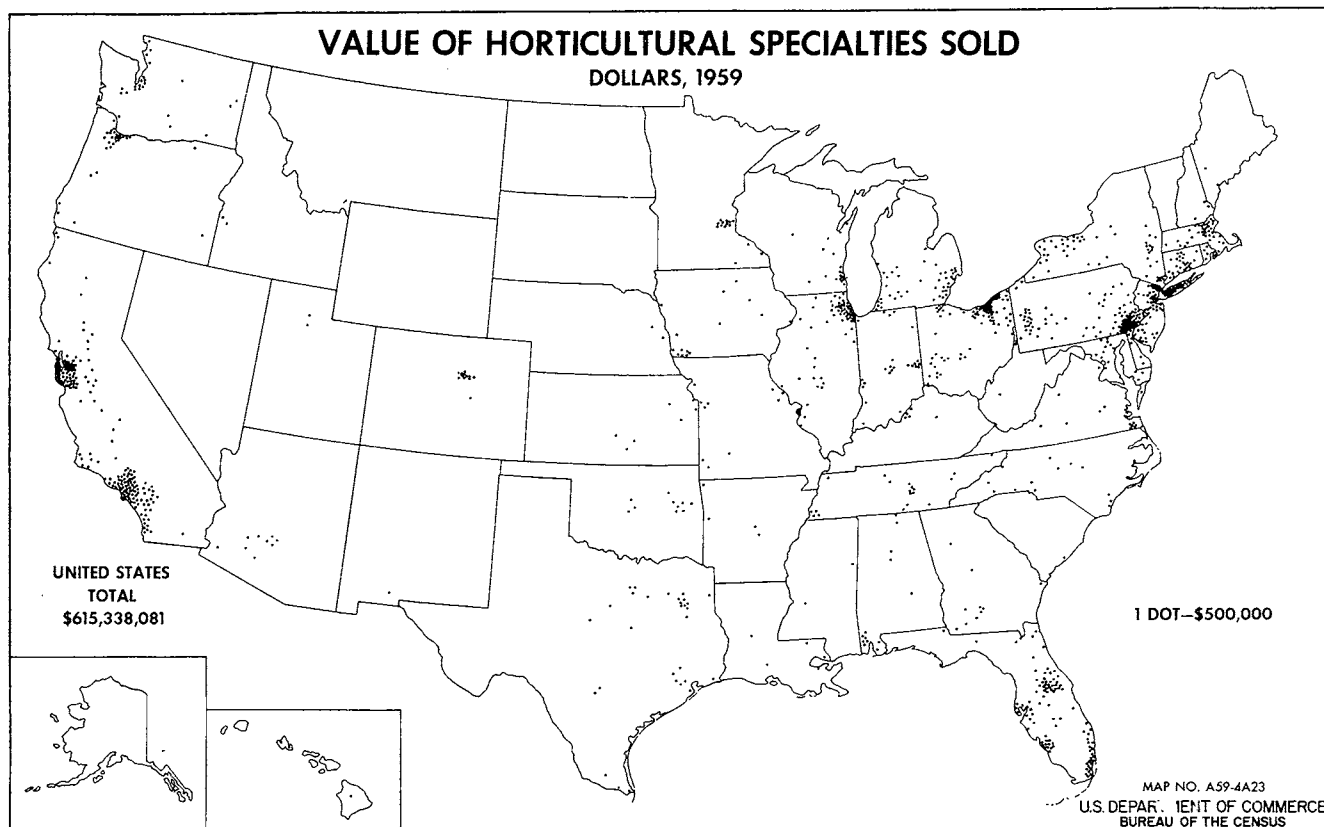 VALUE OF HORTICULTURAL SPECIALTIES SOLD
DOLLARS, 1959
UNITED STATES
TOTAL
$615,338,081
1 DOT—$500,000
MAP NO. A59-4A23
U.S. DEPAR. IENT OF COMMERCE
BUREAU OF THE CENSUS